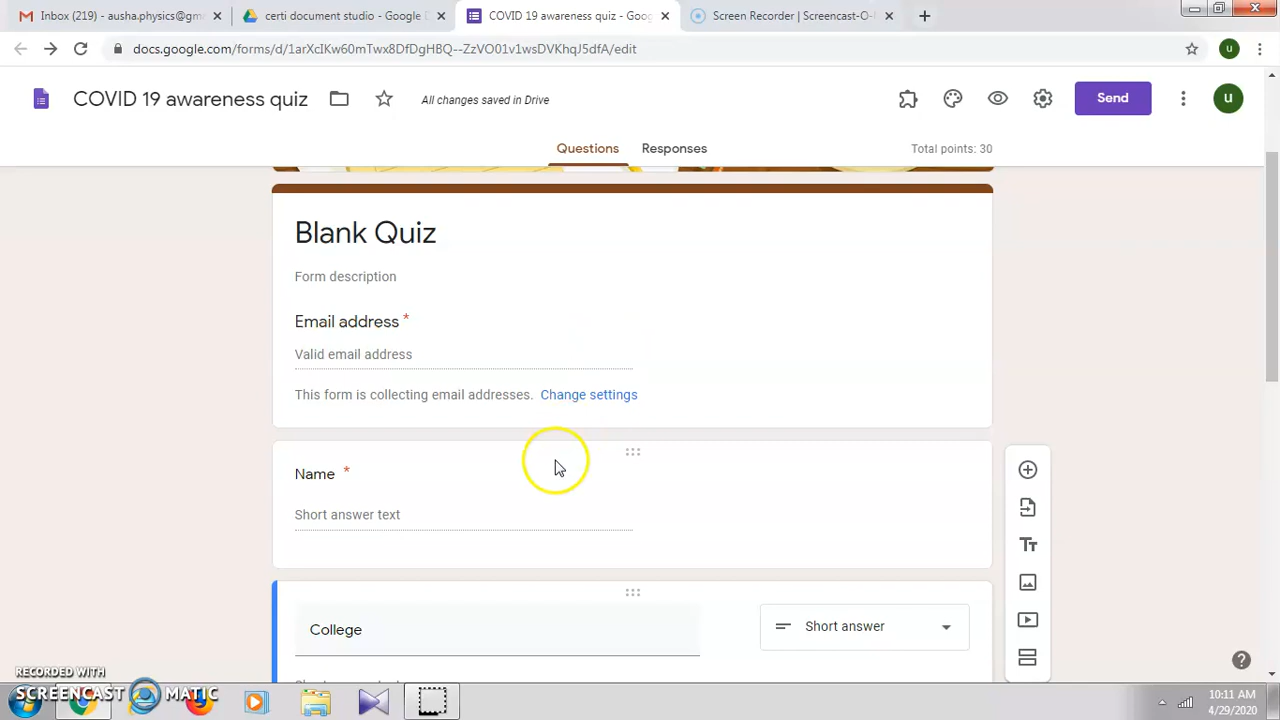 Inbox (219) - ausha.physics@gm
certi document studio - Google D
COVID 19 awareness quiz - Goo
Screen Recorder | Screencast-O-
docs.google.com/forms/d/1arXcIKw60mTwx8DfDgHBQ--ZzVO01v1wsDVKhqJ5dfA/edit
u
COVID 19 awareness quiz
All changes saved in Drive
Send
u
Questions
Responses
Total points: 30
Blank Quiz
Form description
Email address *
Valid email address
This form is collecting email addresses. Change settings
Name *
Short answer text
College
Short answer
RECORDED WITH
SCREENCAST MATIC
10:11 AM
4/29/2020